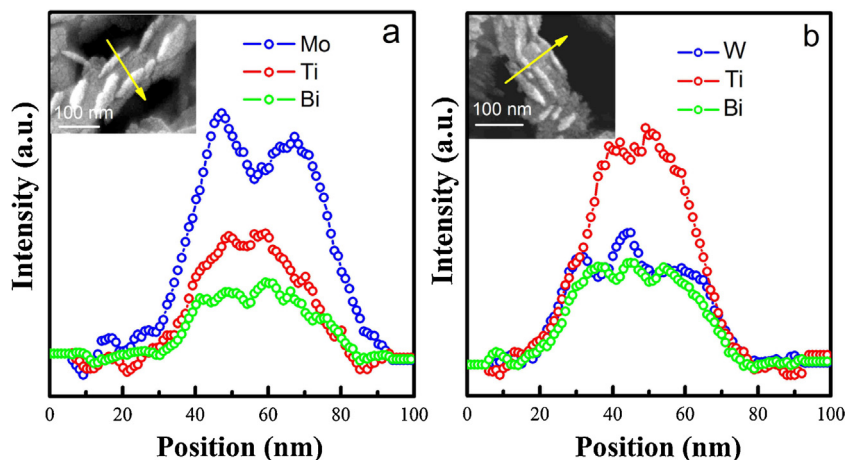 a
Mo
Ti
Bi
100 nm
Intensity (a.u.)
0 20 40 60 80 100
Position (nm)
b
W
Ti
Bi
100 nm
Intensity (a.u.)
0 20 40 60 80 100
Position (nm)